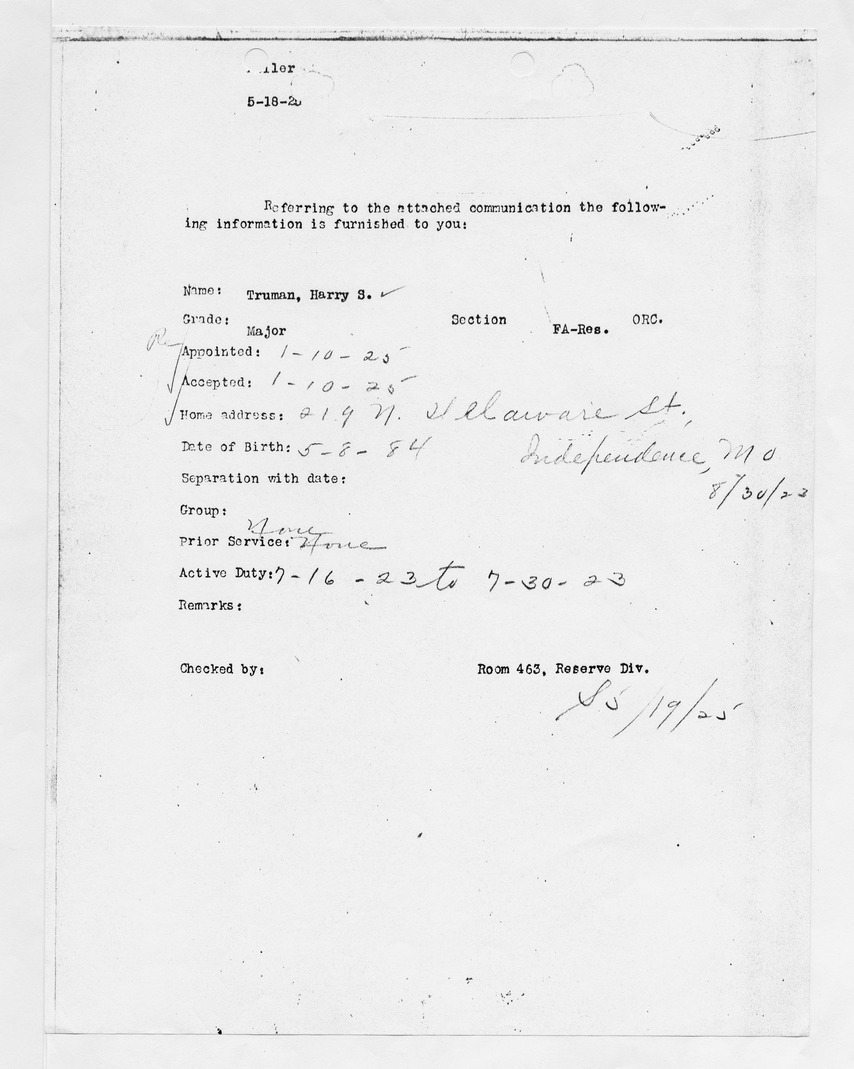 5-18-2
Referring to the attached communication the follow-
ing information is furnished to you:
Name: Truman, Harry S. ✓
Grade: Major Section FA-Res. ORC.
Re
Appointed: 1-10-25
Accepted: 1-10-25
Home address: 219 N. Delaware St.,
Independence, Mo
Date of Birth: 5-8-84
8/30/23
Separation with date:
Group: None
Prior Service: None
Active Duty: 7-16-23 to 7-30-23
Remarks:
Checked by: Room 463, Reserve Div.
5/19/25